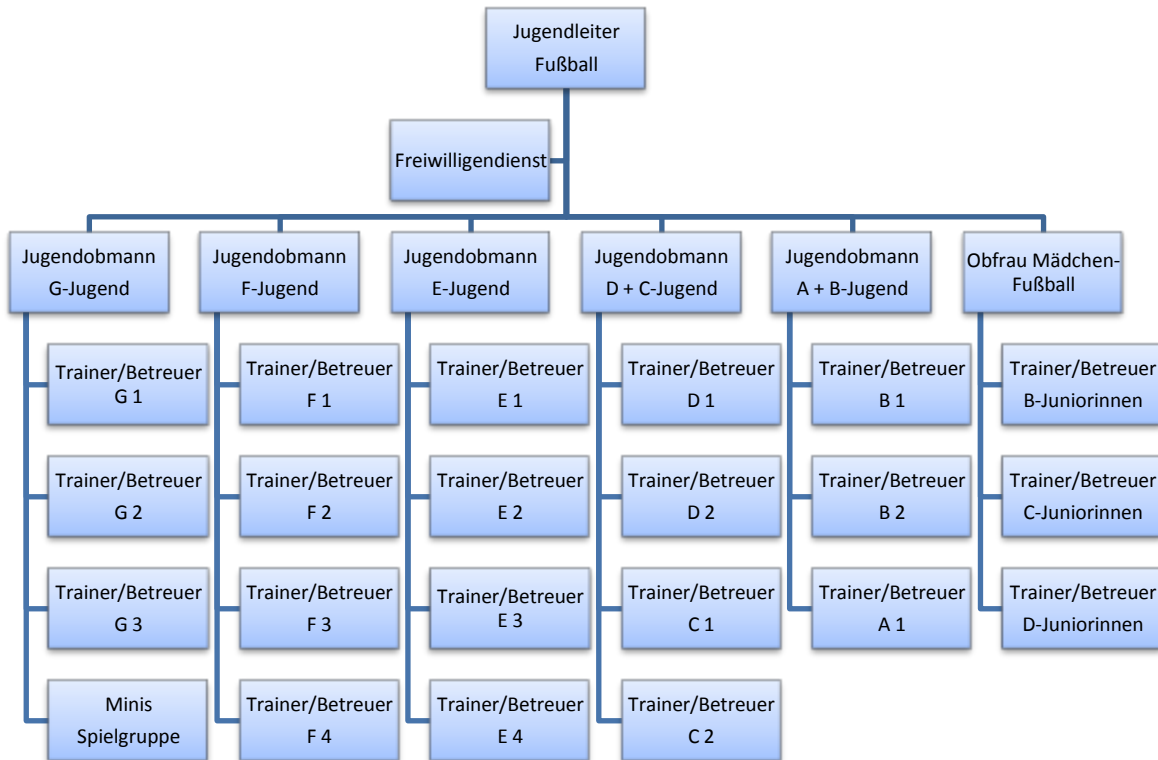 Jugendleiter
Fußball
Freiwilligendienst
Jugendobmann
G-Jugend
Jugendobmann
F-Jugend
Jugendobmann
E-Jugend
Jugendobmann
D + C-Jugend
Jugendobmann
A + B-Jugend
Obfrau Mädchen-
Fußball
Trainer/Betreuer
G 1
Trainer/Betreuer
F 1
Trainer/Betreuer
E 1
Trainer/Betreuer
D 1
Trainer/Betreuer
B 1
Trainer/Betreuer
B-Juniorinnen
Trainer/Betreuer
G 2
Trainer/Betreuer
F 2
Trainer/Betreuer
E 2
Trainer/Betreuer
D 2
Trainer/Betreuer
B 2
Trainer/Betreuer
C-Juniorinnen
Trainer/Betreuer
G 3
Trainer/Betreuer
F 3
Trainer/Betreuer
E 3
Trainer/Betreuer
C 1
Trainer/Betreuer
A 1
Trainer/Betreuer
D-Juniorinnen
Minis
Spielgruppe
Trainer/Betreuer
F 4
Trainer/Betreuer
E 4
Trainer/Betreuer
C 2